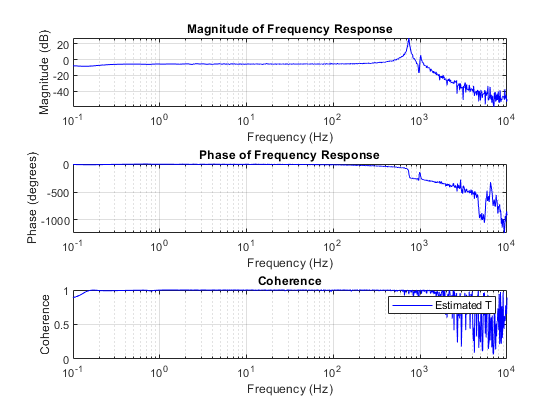 Magnitude of Frequency Response
Magnitude (dB)
20
0
-20
-40
10^-1
10^0
10^1
10^2
10^3
10^4
Frequency (Hz)
Phase of Frequency Response
Phase (degrees)
0
-500
-1000
10^-1
10^0
10^1
10^2
10^3
10^4
Frequency (Hz)
Coherence
Coherence
1
0.5
0
Estimated T
10^-1
10^0
10^1
10^2
10^3
10^4
Frequency (Hz)